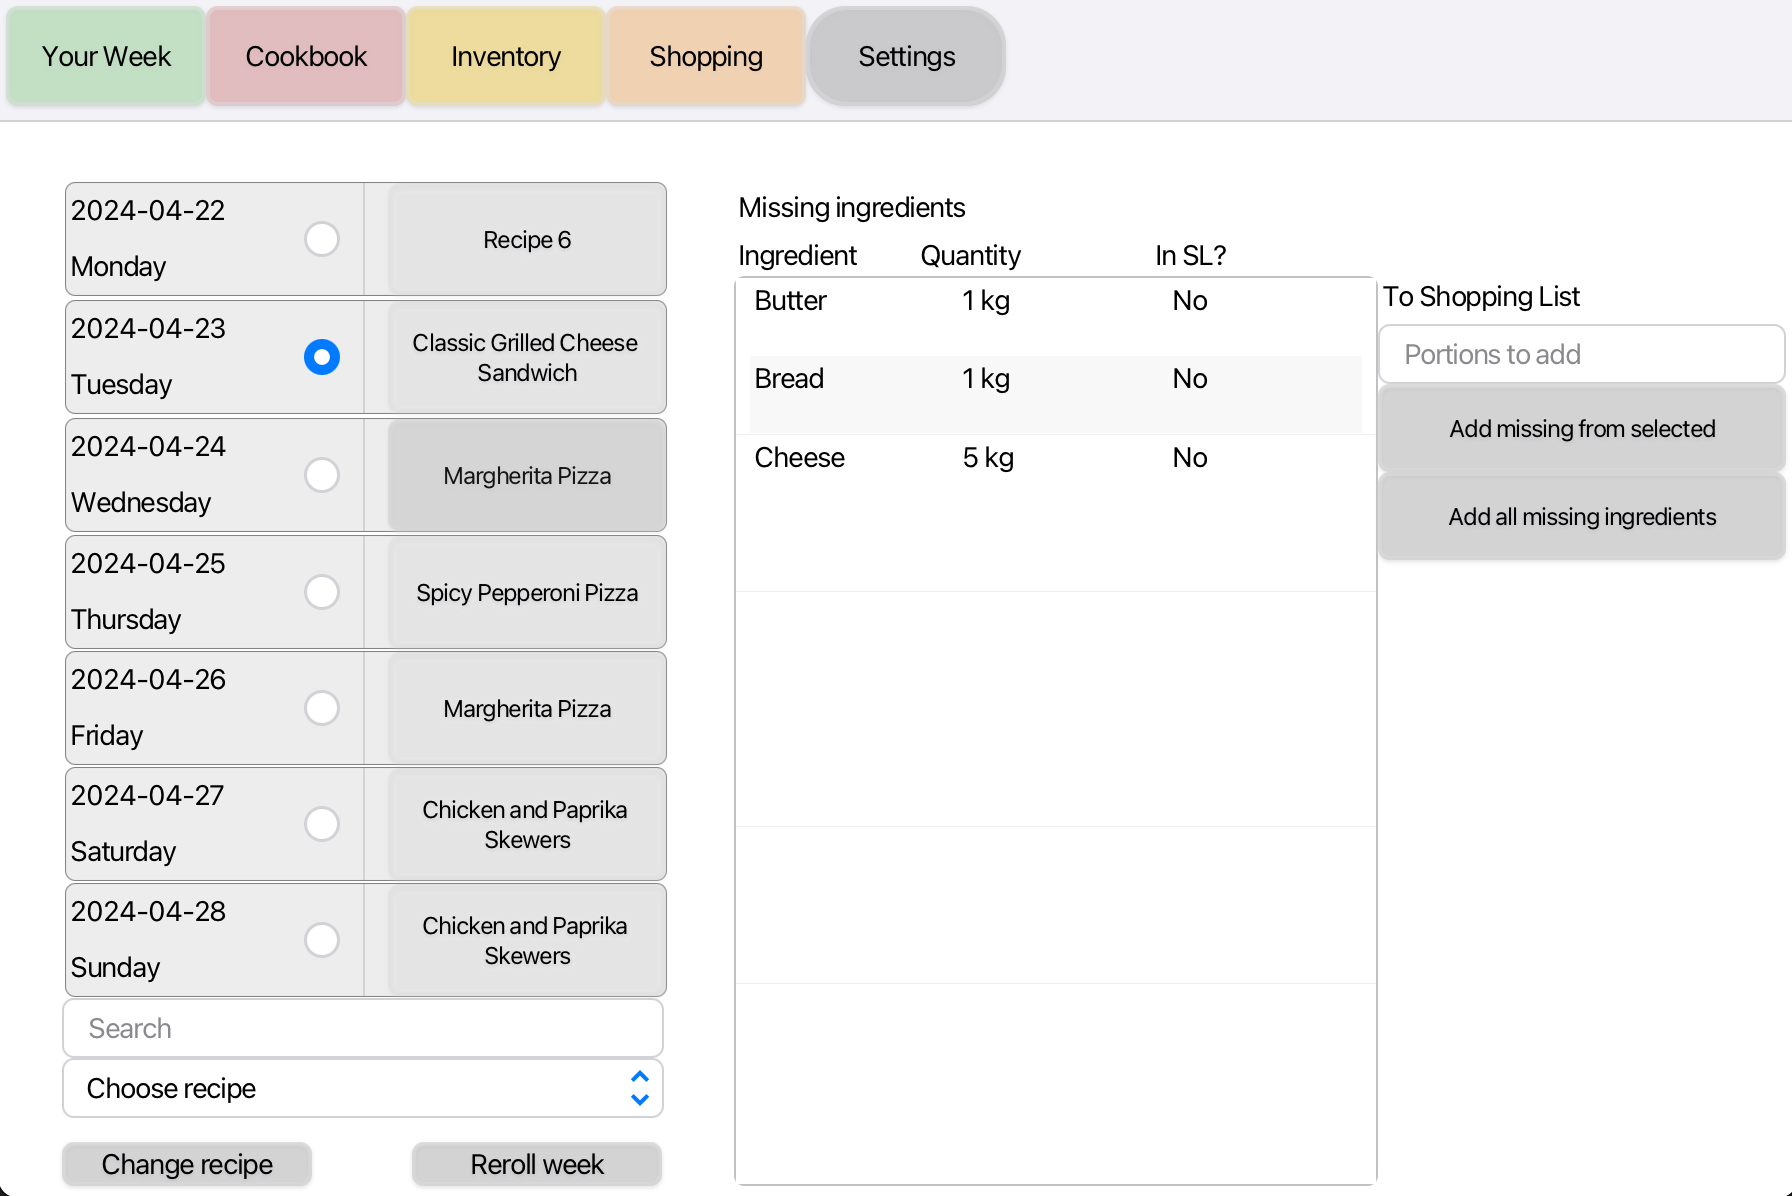 Your Week
Cookbook
Inventory
Shopping
Settings
2024-04-22
Monday
Recipe 6
2024-04-23
Tuesday
Classic Grilled Cheese
Sandwich
2024-04-24
Wednesday
Margherita Pizza
2024-04-25
Thursday
Spicy Pepperoni Pizza
2024-04-26
Friday
Margherita Pizza
2024-04-27
Saturday
Chicken and Paprika
Skewers
2024-04-28
Sunday
Chicken and Paprika
Skewers
Search
Choose recipe
Change recipe
Reroll week
Missing ingredients
Ingredient Quantity In SL?
Butter 1 kg No
Bread 1 kg No
Cheese 5 kg No
To Shopping List
Portions to add
Add missing from selected
Add all missing ingredients